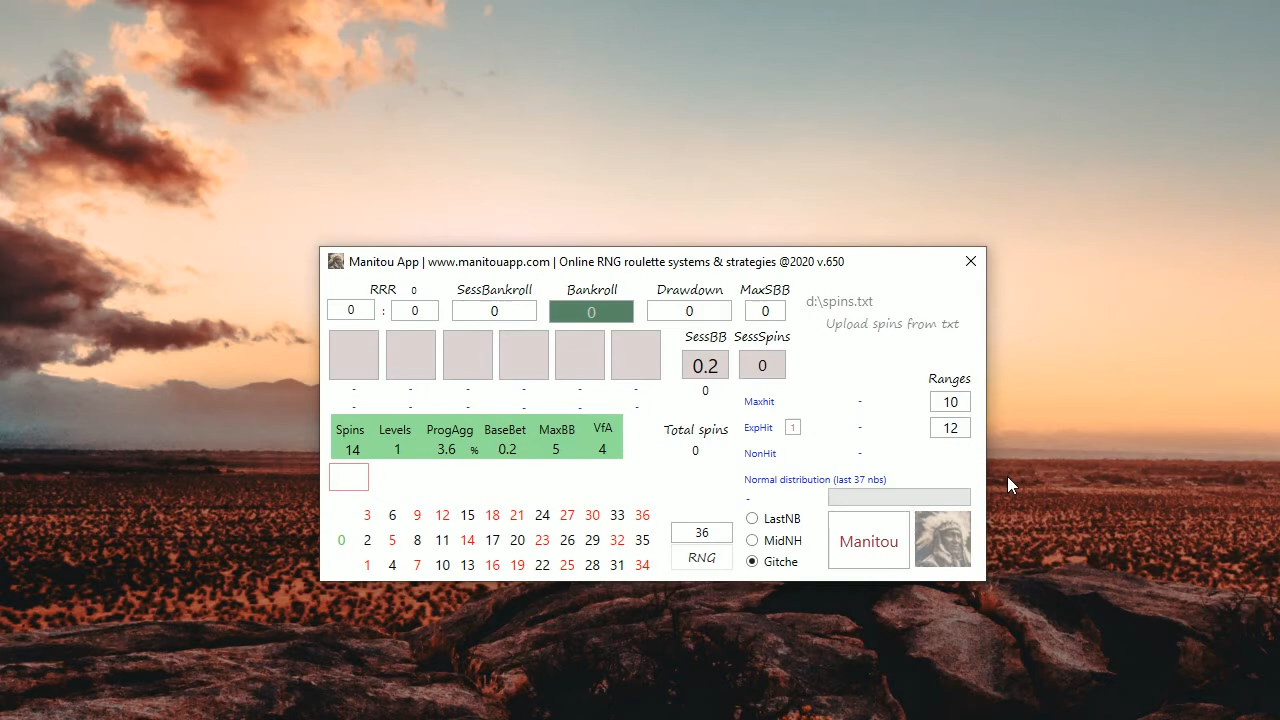 Manitou App | www.manitouapp.com | Online RNG roulette systems & strategies @2020 v.650
RRR 0 SessBankroll Bankroll Drawdown MaxSBB
0 : 0 0 0 0 0 d:\spins.txt
Upload spins from txt
SessBB SessSpins
0.2 0
- - - - - - 0
- - - - - -
Ranges
Maxhit - 10
ExpHit 1 - 12
NonHit -
Spins Levels ProgAgg BaseBet MaxBB VfA Total spins
14 1 3.6 % 0.2 5 4 0
Normal distribution (last 37 nbs)
-
3 6 9 12 15 18 21 24 27 30 33 36
0 2 5 8 11 14 17 20 23 26 29 32 35
1 4 7 10 13 16 19 22 25 28 31 34
36
RNG
LastNB
MidNH
Gitche
Manitou